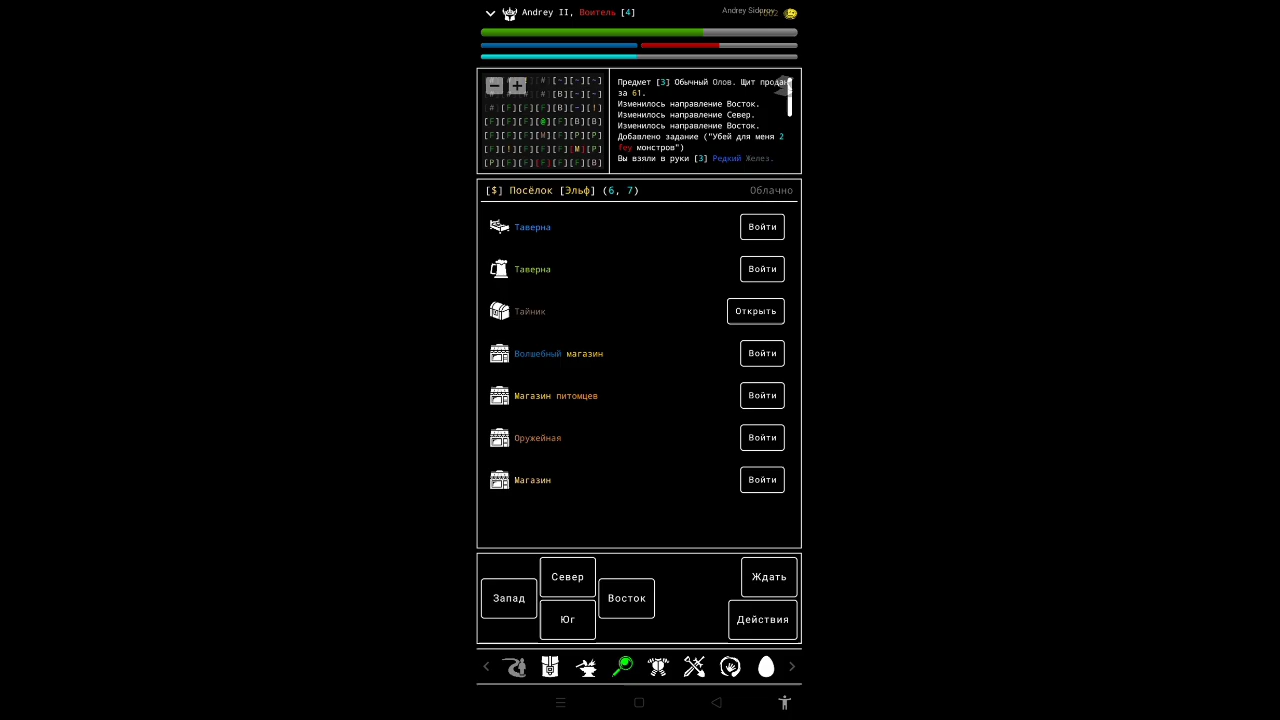 Andrey II, Воитель [4]
Andrey Sidorov
[#][~][~][~]
[B][~][~]
[#][F][F][F][B][~][!]
[F][F][F][@][F][B][B]
[F][F][F][W][F][P][P]
[F][!][F][F][F][M][P]
[P][F][F][F][F][F][B]
Предмет [3] Обычный Олов. Щит продан
за 61.
Изменилось направление Восток.
Изменилось направление Север.
Изменилось направление Восток.
Добавлено задание ("Убей для меня 2
fey монстров")
Вы взяли в руки [3] Редкий Желез.
[$] Посёлок [Эльф] (6, 7)
Облачно
Таверна
Войти
Таверна
Войти
Тайник
Открыть
Волшебный магазин
Войти
Магазин питомцев
Войти
Оружейная
Войти
Магазин
Войти
Север
Ждать
Запад
Восток
Юг
Действия